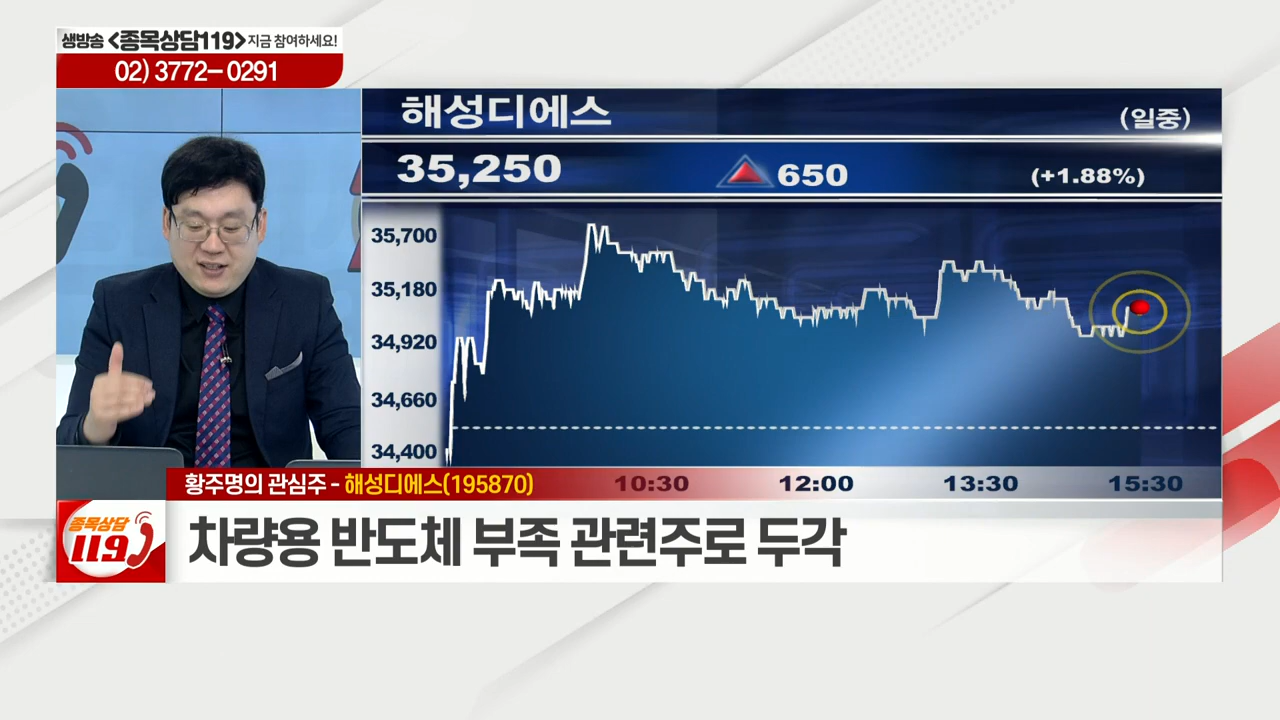 생방송 <종목상담119> 지금 참여하세요!
02) 3772-0291
해성디에스
(일중)
35,250 650 (+1.88%)
35,700
35,180
34,920
34,660
34,400
10:30 12:00 13:30 15:30
황주명의 관심주 - 해성디에스(195870)
종목상담
119
차량용 반도체 부족 관련주로 두각